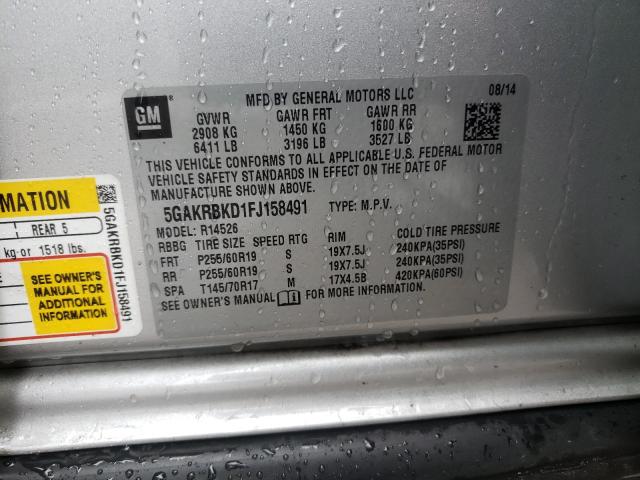 GM ®
MFD BY GENERAL MOTORS LLC
08/14
GVWR GAWR FRT GAWR RR
2908 KG 1450 KG 1600 KG
6411 LB 3196 LB 3527 LB
THIS VEHICLE CONFORMS TO ALL APPLICABLE U.S. FEDERAL MOTOR
VEHICLE SAFETY STANDARDS IN EFFECT ON THE DATE OF
MANUFACTURE SHOWN ABOVE.
5GAKRBKD1FJ158491 TYPE: M.P.V.
MODEL: R14526
RBBG TIRE SIZE SPEED RTG RIM COLD TIRE PRESSURE
FRT P255/60R19 S 19X7.5J 240KPA(35PSI)
RR P255/60R19 S 19X7.5J 240KPA(35PSI)
SPA T145/70R17 M 17X4.5B 420KPA(60PSI)
SEE OWNER'S MANUAL FOR MORE INFORMATION.
MATION
REAR 5
kg or 1518 lbs.
SEE OWNER'S
MANUAL FOR
ADDITIONAL
INFORMATION
5GAKRBKD1FJ158491